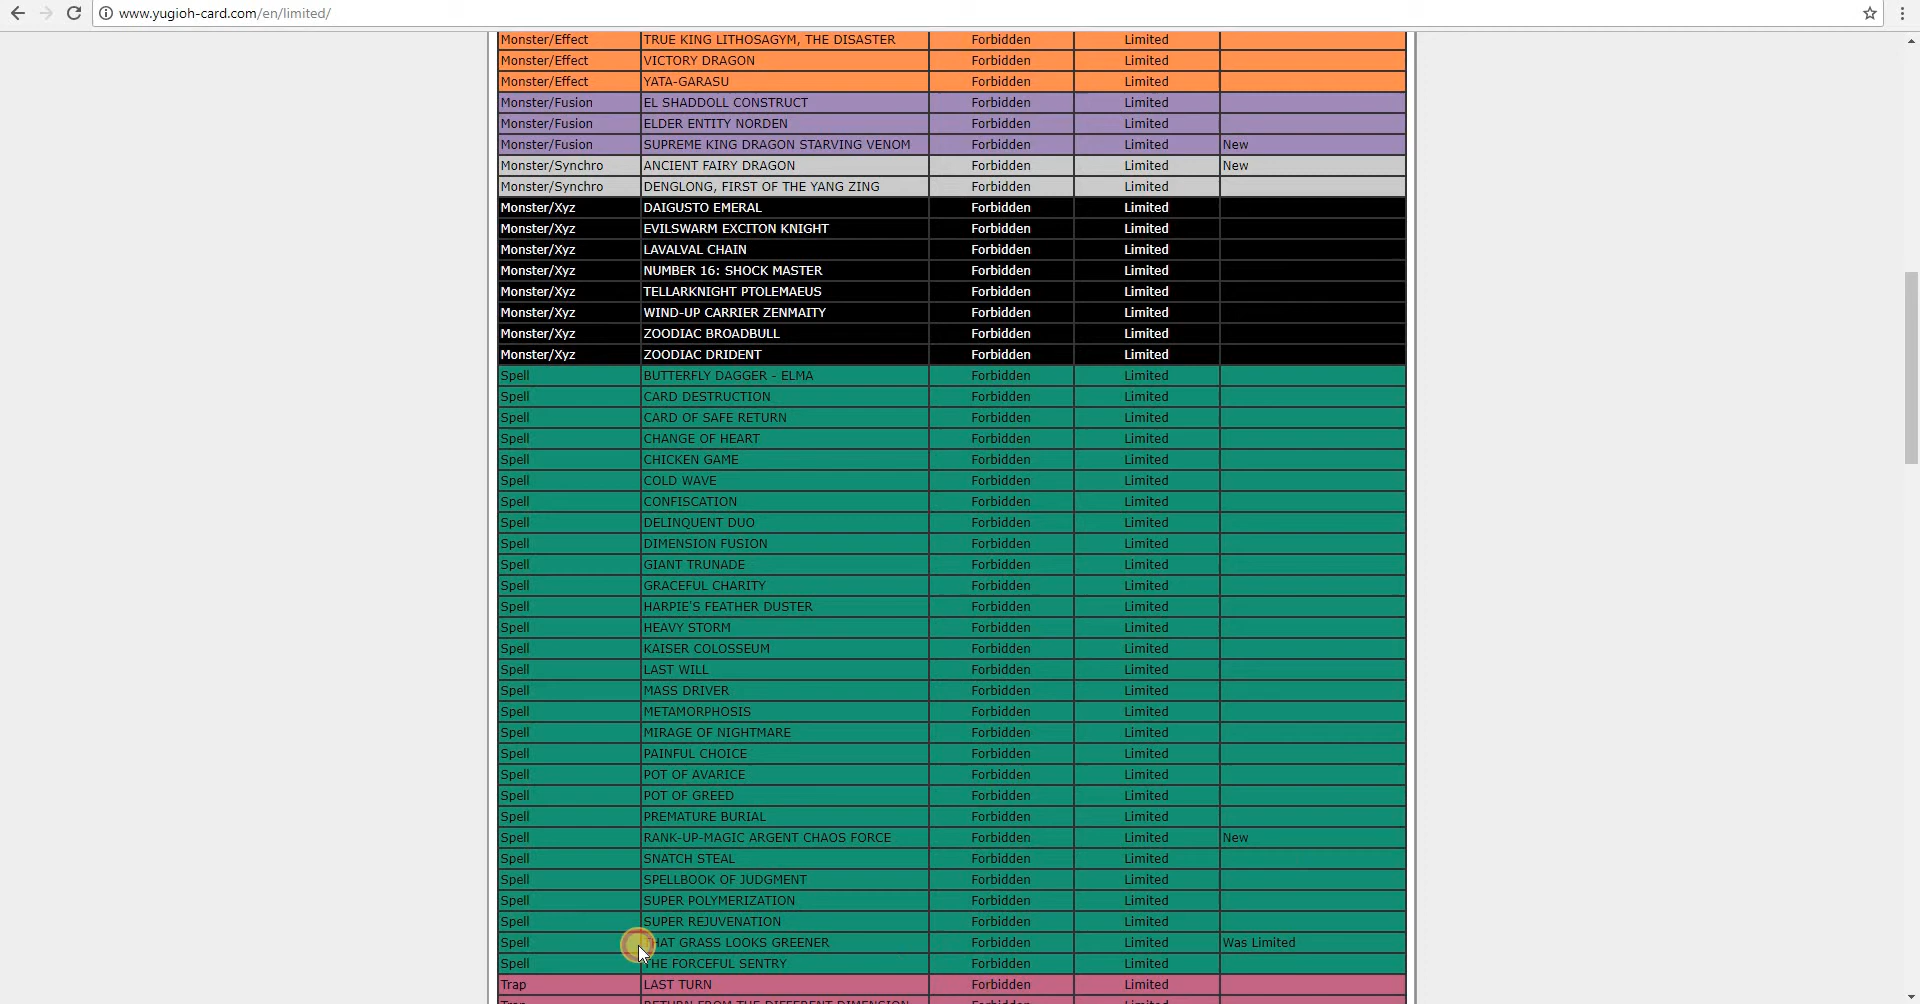 www.yugioh-card.com/en/limited/
Monster/Effect TRUE KING LITHOSAGYM, THE DISASTER Forbidden Limited
Monster/Effect VICTORY DRAGON Forbidden Limited
Monster/Effect YATA-GARASU Forbidden Limited
Monster/Fusion EL SHADDOLL CONSTRUCT Forbidden Limited
Monster/Fusion ELDER ENTITY NORDEN Forbidden Limited
Monster/Fusion SUPREME KING DRAGON STARVING VENOM Forbidden Limited New
Monster/Synchro ANCIENT FAIRY DRAGON Forbidden Limited New
Monster/Synchro DENGLONG, FIRST OF THE YANG ZING Forbidden Limited
Monster/Xyz DAIGUSTO EMERAL Forbidden Limited
Monster/Xyz EVILSWARM EXCITON KNIGHT Forbidden Limited
Monster/Xyz LAVALVAL CHAIN Forbidden Limited
Monster/Xyz NUMBER 16: SHOCK MASTER Forbidden Limited
Monster/Xyz TELLARKNIGHT PTOLEMAEUS Forbidden Limited
Monster/Xyz WIND-UP CARRIER ZENMAITY Forbidden Limited
Monster/Xyz ZOODIAC BROADBULL Forbidden Limited
Monster/Xyz ZOODIAC DRIDENT Forbidden Limited
Spell BUTTERFLY DAGGER - ELMA Forbidden Limited
Spell CARD DESTRUCTION Forbidden Limited
Spell CARD OF SAFE RETURN Forbidden Limited
Spell CHANGE OF HEART Forbidden Limited
Spell CHICKEN GAME Forbidden Limited
Spell COLD WAVE Forbidden Limited
Spell CONFISCATION Forbidden Limited
Spell DELINQUENT DUO Forbidden Limited
Spell DIMENSION FUSION Forbidden Limited
Spell GIANT TRUNADE Forbidden Limited
Spell GRACEFUL CHARITY Forbidden Limited
Spell HARPIE'S FEATHER DUSTER Forbidden Limited
Spell HEAVY STORM Forbidden Limited
Spell KAISER COLOSSEUM Forbidden Limited
Spell LAST WILL Forbidden Limited
Spell MASS DRIVER Forbidden Limited
Spell METAMORPHOSIS Forbidden Limited
Spell MIRAGE OF NIGHTMARE Forbidden Limited
Spell PAINFUL CHOICE Forbidden Limited
Spell POT OF AVARICE Forbidden Limited
Spell POT OF GREED Forbidden Limited
Spell PREMATURE BURIAL Forbidden Limited
Spell RANK-UP-MAGIC ARGENT CHAOS FORCE Forbidden Limited New
Spell SNATCH STEAL Forbidden Limited
Spell SPELLBOOK OF JUDGMENT Forbidden Limited
Spell SUPER POLYMERIZATION Forbidden Limited
Spell SUPER REJUVENATION Forbidden Limited
Spell THAT GRASS LOOKS GREENER Forbidden Limited Was Limited
Spell THE FORCEFUL SENTRY Forbidden Limited
Trap LAST TURN Forbidden Limited
Trap RETURN FROM THE DIFFERENT DIMENSION Forbidden Limited